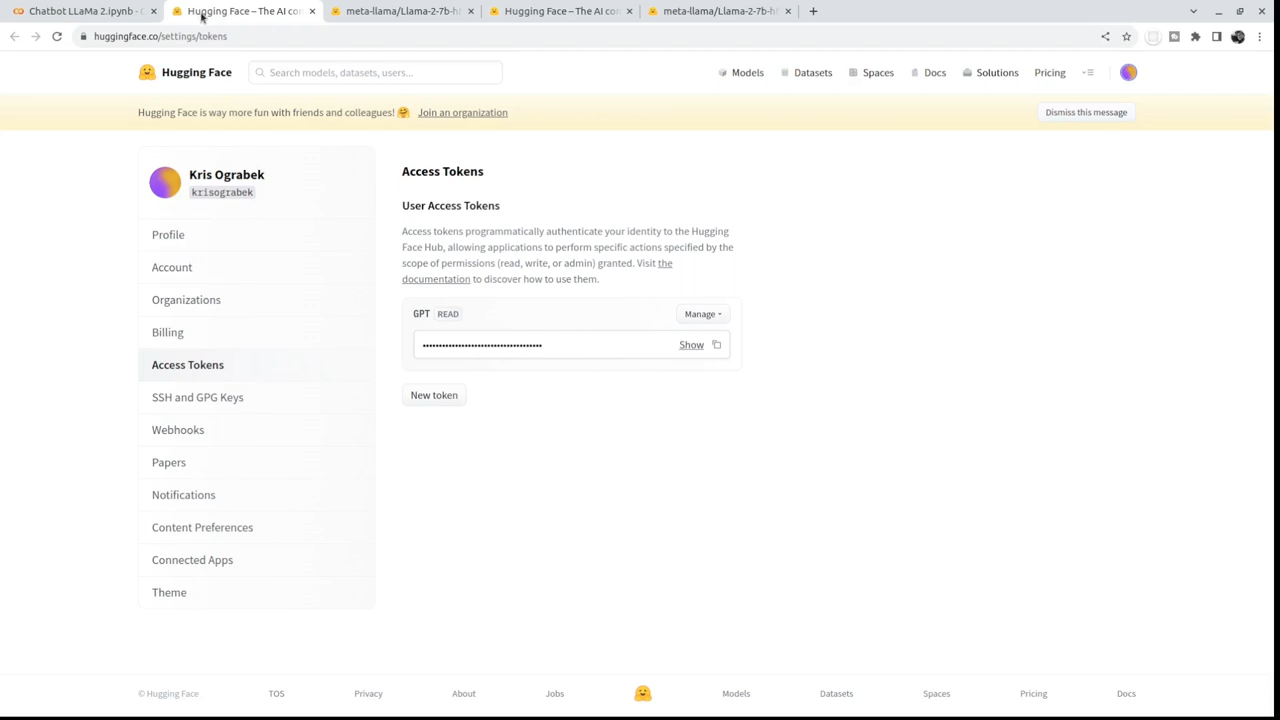 Chatbot LLaMa 2.ipynb - C
Hugging Face – The AI con
meta-llama/Llama-2-7b-h
Hugging Face – The AI con
meta-llama/Llama-2-7b-h
huggingface.co/settings/tokens
Hugging Face
Search models, datasets, users...
Models
Datasets
Spaces
Docs
Solutions
Pricing
Hugging Face is way more fun with friends and colleagues! 🤗 Join an organization
Dismiss this message
Kris Ograbek
krisograbek
Profile
Account
Organizations
Billing
Access Tokens
SSH and GPG Keys
Webhooks
Papers
Notifications
Content Preferences
Connected Apps
Theme
Access Tokens
User Access Tokens
Access tokens programmatically authenticate your identity to the Hugging
Face Hub, allowing applications to perform specific actions specified by the
scope of permissions (read, write, or admin) granted. Visit the
documentation to discover how to use them.
GPT READ
Manage
Show
New token
© Hugging Face
TOS
Privacy
About
Jobs
Models
Datasets
Spaces
Pricing
Docs